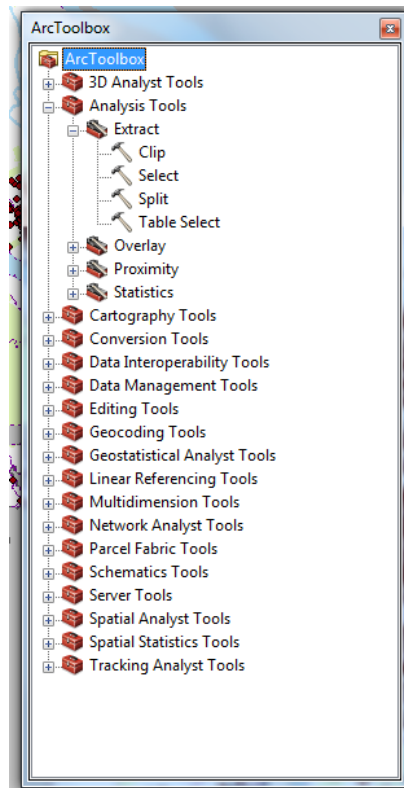 ArcToolbox
ArcToolbox
3D Analyst Tools
Analysis Tools
Extract
Clip
Select
Split
Table Select
Overlay
Proximity
Statistics
Cartography Tools
Conversion Tools
Data Interoperability Tools
Data Management Tools
Editing Tools
Geocoding Tools
Geostatistical Analyst Tools
Linear Referencing Tools
Multidimension Tools
Network Analyst Tools
Parcel Fabric Tools
Schematics Tools
Server Tools
Spatial Analyst Tools
Spatial Statistics Tools
Tracking Analyst Tools